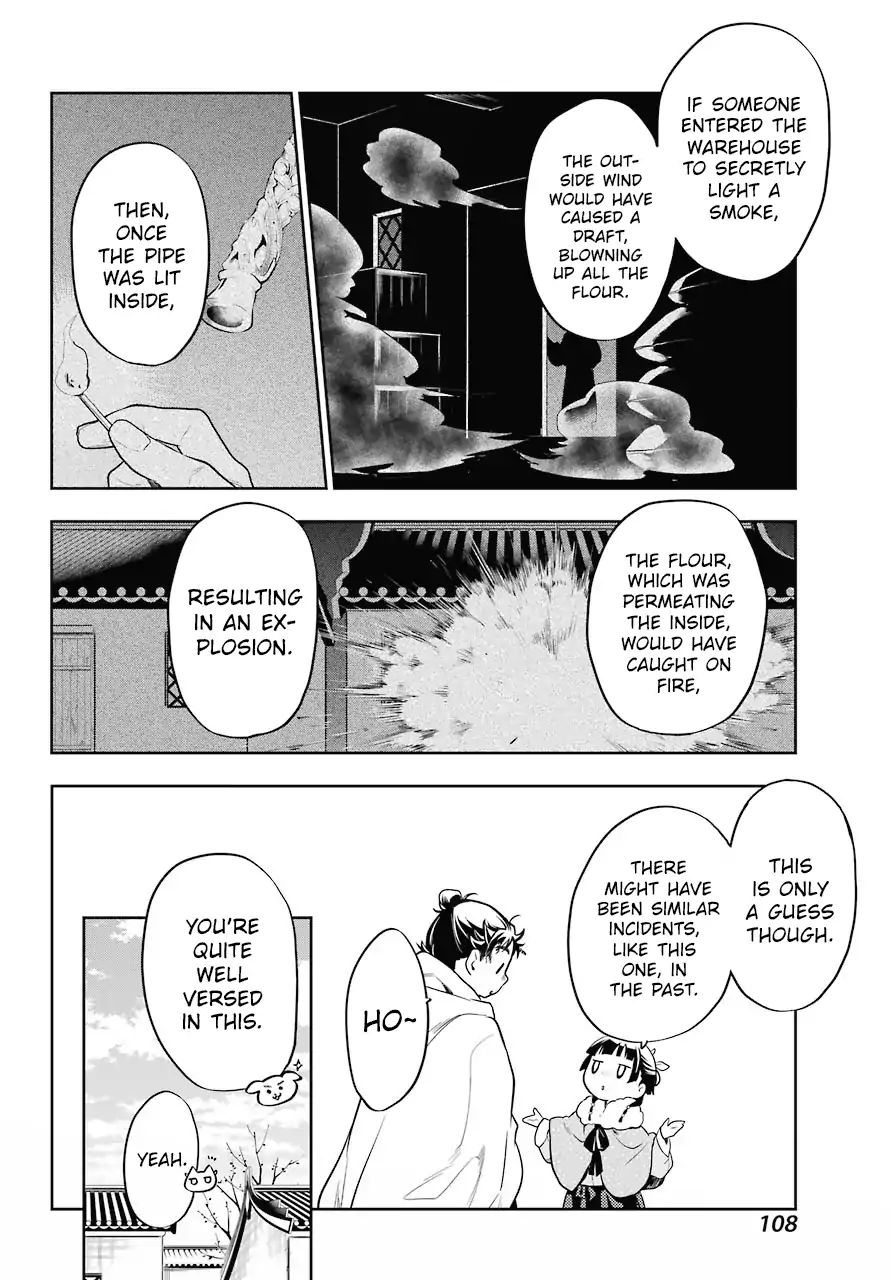 IF SOMEONE
ENTERED THE
WAREHOUSE
TO SECRETLY
LIGHT A
SMOKE,
THE OUT-
SIDE WIND
WOULD HAVE
CAUSED A
DRAFT,
BLOWING
UP ALL THE
FLOUR.
THEN,
ONCE
THE PIPE
WAS LIT
INSIDE,
THE FLOUR,
WHICH WAS
PERMEATING
THE INSIDE,
WOULD HAVE
CAUGHT ON
FIRE,
RESULTING
IN AN EX-
PLOSION.
THIS
IS ONLY
A GUESS
THOUGH.
THERE
MIGHT HAVE
BEEN SIMILAR
INCIDENTS,
LIKE THIS
ONE, IN
THE PAST.
HO~
YOU'RE
QUITE
WELL
VERSED
IN THIS.
YEAH.
108